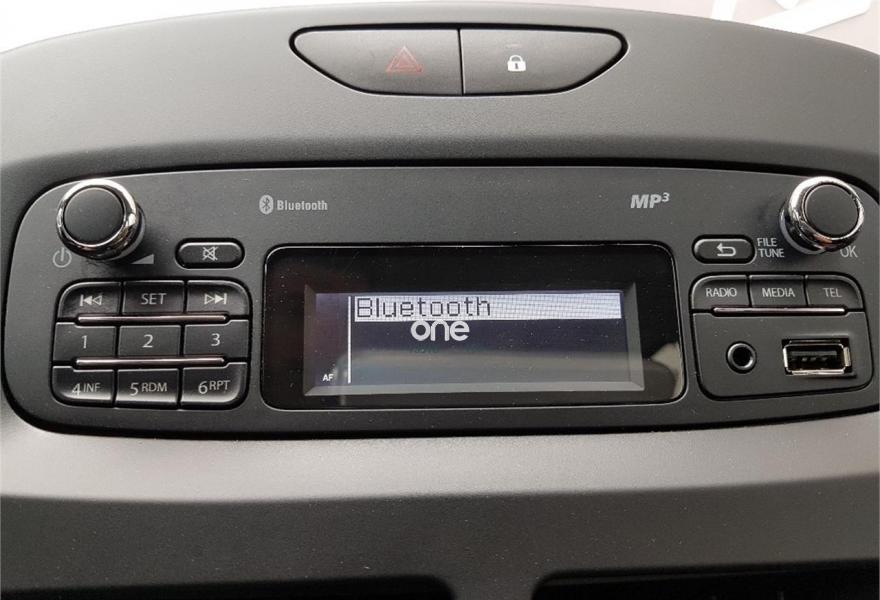 Bluetooth
MP3
FILE
TUNE
OK
SET
RADIO MEDIA TEL
Bluetooth
one
1 2 3
AF
4 INF 5 RDM 6 RPT